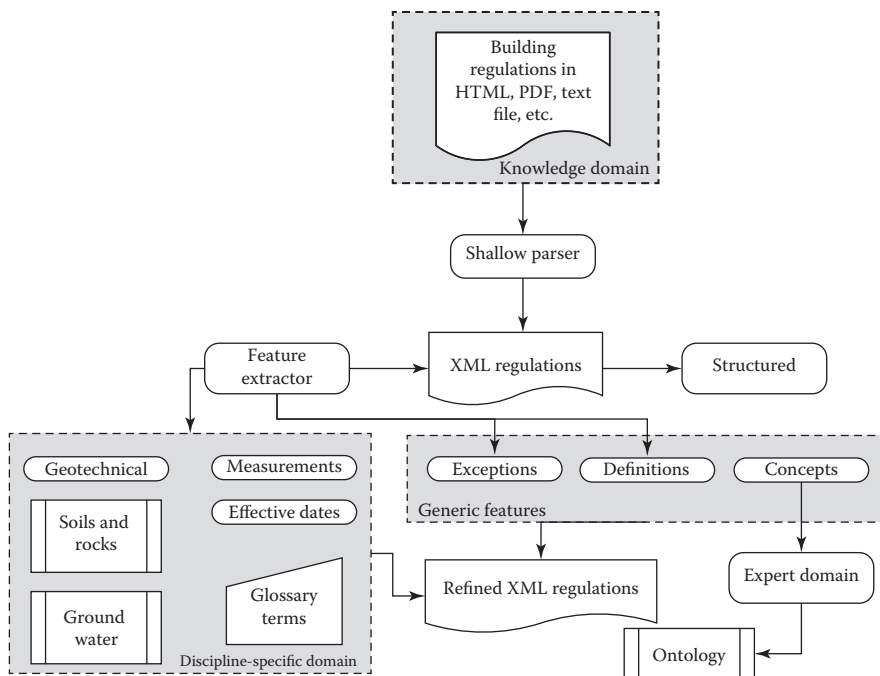 Building
regulations in
HTML, PDF, text
file, etc.
Knowledge domain
Shallow parser
Feature
extractor
XML regulations
Structured
Geotechnical
Measurements
Effective dates
Soils and
rocks
Ground
water
Glossary
terms
Discipline-specific domain
Exceptions
Definitions
Concepts
Generic features
Refined XML regulations
Expert domain
Ontology